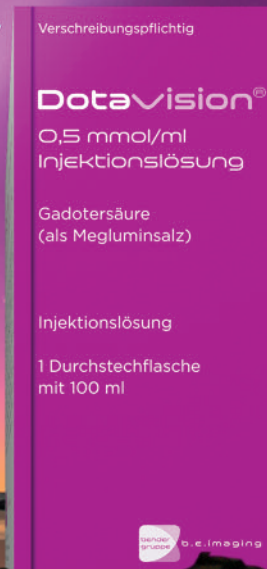 Verschreibungspflichtig
Dotavision®
0,5 mmol/ml
Injektionslösung
Gadotersäure
(als Megluminsalz)
Injektionslösung
1 Durchstechflasche
mit 100 ml
bender
gruppe
b.e.imaging